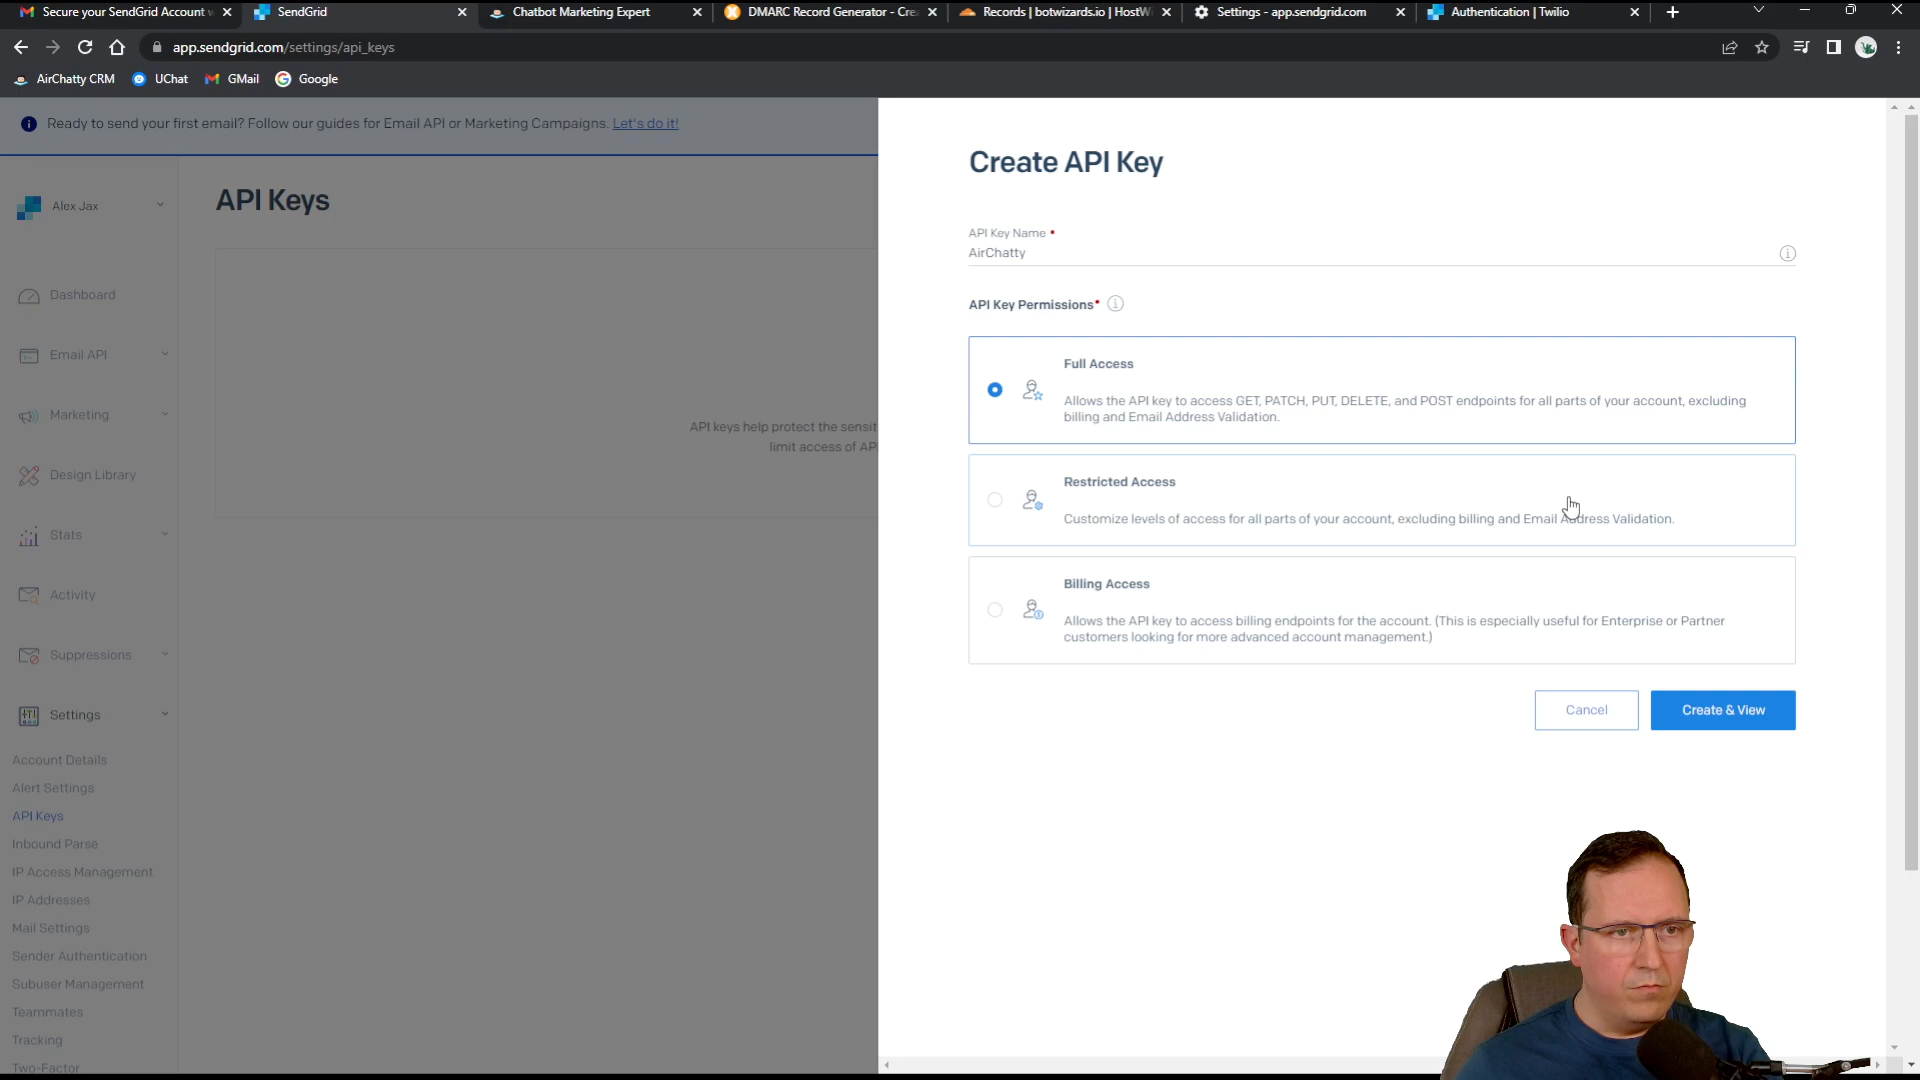 Secure your SendGrid Account w
SendGrid
Chatbot Marketing Expert
DMARC Record Generator - Cre
Records | botwizards.io | HostWi
Settings - app.sendgrid.com
Authentication | Twilio
app.sendgrid.com/settings/api_keys
AirChatty CRM
UChat
GMail
Google
Ready to send your first email? Follow our guides for Email API or Marketing Campaigns. Let's do it!
Alex Jax
Dashboard
Email API
Marketing
Design Library
Stats
Activity
Suppressions
Settings
Account Details
Alert Settings
API Keys
Inbound Parse
IP Access Management
IP Addresses
Mail Settings
Sender Authentication
Subuser Management
Teammates
Tracking
Two-Factor
API Keys
API keys help protect the sensit
limit access of AP
Create API Key
API Key Name •
AirChatty
API Key Permissions•
Full Access
Allows the API key to access GET, PATCH, PUT, DELETE, and POST endpoints for all parts of your account, excluding
billing and Email Address Validation.
Restricted Access
Customize levels of access for all parts of your account, excluding billing and Email Address Validation.
Billing Access
Allows the API key to access billing endpoints for the account. (This is especially useful for Enterprise or Partner
customers looking for more advanced account management.)
Cancel
Create & View